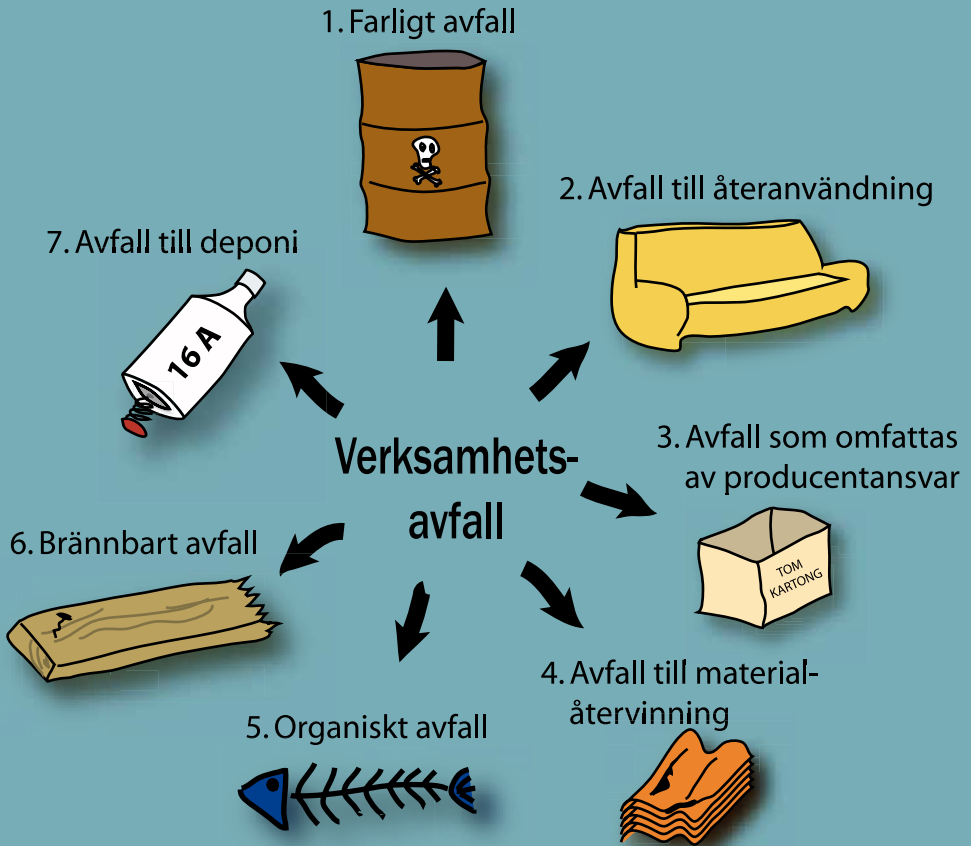 1. Farligt avfall
2. Avfall till återanvändning
7. Avfall till deponi
16 A
Verksamhets-
avfall
3. Avfall som omfattas
av producentansvar
TOM
KARTONG
6. Brännbart avfall
4. Avfall till material-
återvinning
5. Organiskt avfall